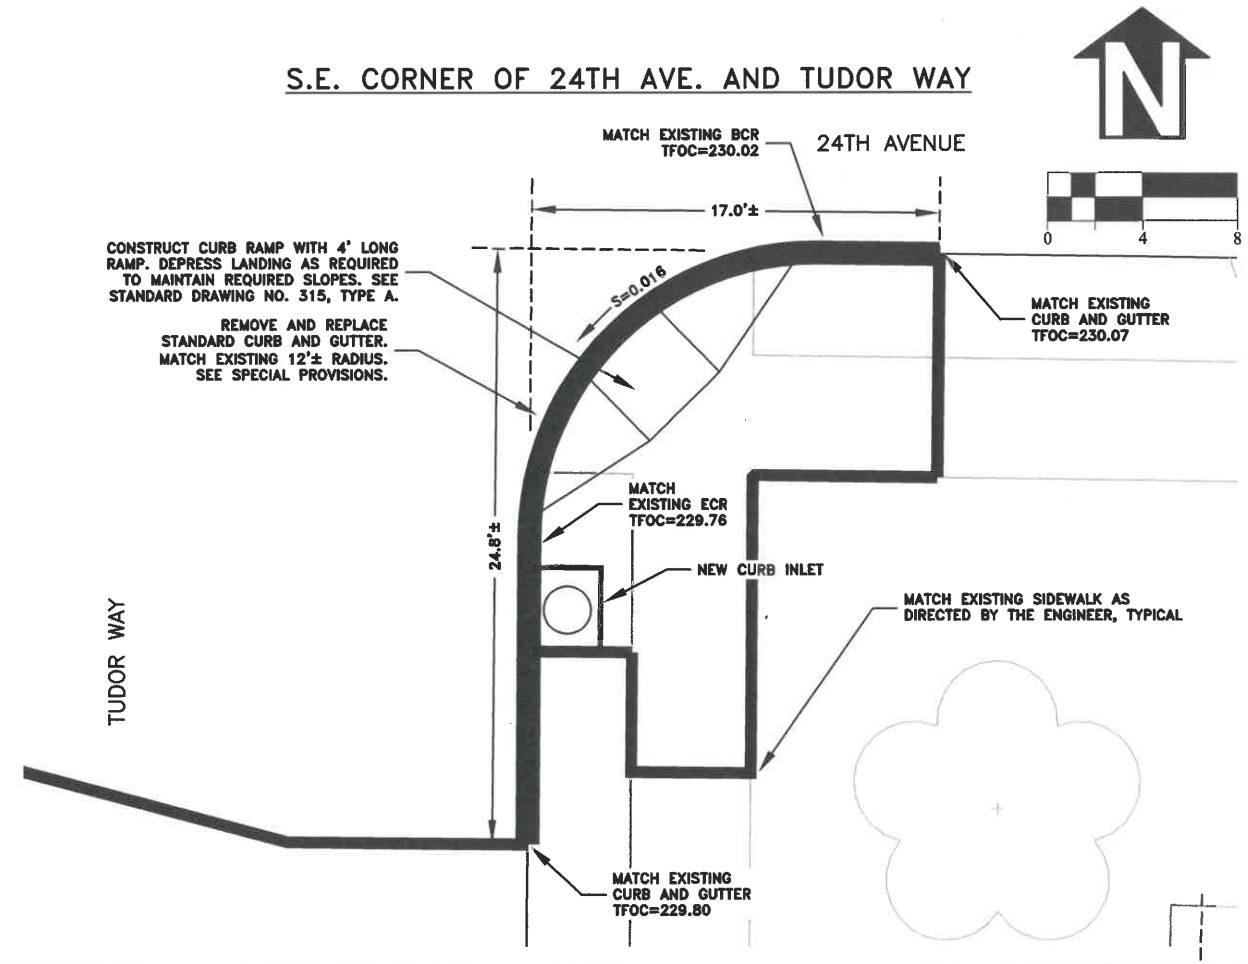 S.E. CORNER OF 24TH AVE. AND TUDOR WAY
N
MATCH EXISTING BCR
TFOC=230.02
24TH AVENUE
0 4 8
17.0'±
CONSTRUCT CURB RAMP WITH 4' LONG
RAMP. DEPRESS LANDING AS REQUIRED
TO MAINTAIN REQUIRED SLOPES. SEE
STANDARD DRAWING NO. 315, TYPE A.
S=0.016
MATCH EXISTING
CURB AND GUTTER
TFOC=230.07
REMOVE AND REPLACE
STANDARD CURB AND GUTTER.
MATCH EXISTING 12'± RADIUS.
SEE SPECIAL PROVISIONS.
MATCH
EXISTING ECR
TFOC=229.76
24.8'±
NEW CURB INLET
MATCH EXISTING SIDEWALK AS
DIRECTED BY THE ENGINEER, TYPICAL
TUDOR WAY
MATCH EXISTING
CURB AND GUTTER
TFOC=229.80